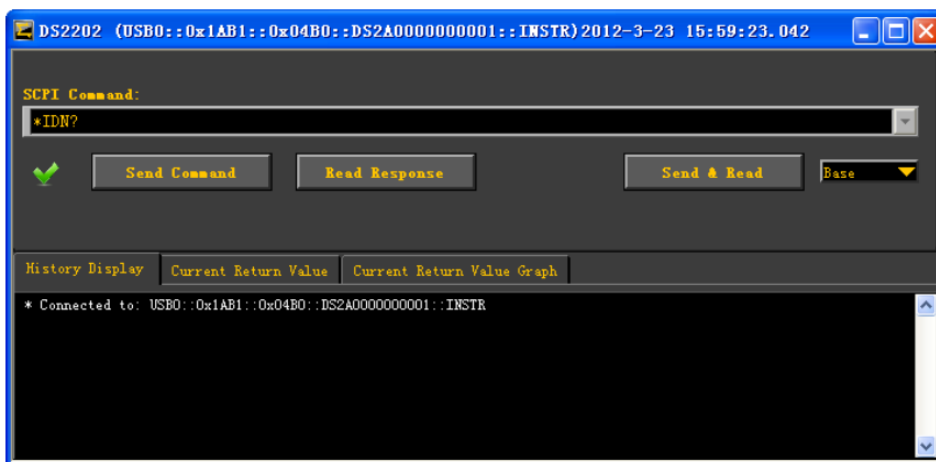 DS2202 (USB0::0x1AB1::0x04B0::DS2A0000000001::INSTR)2012-3-23 15:59:23.042
SCPI Command:
*IDN?
Send Command Read Response Send & Read Base
History Display Current Return Value Current Return Value Graph
* Connected to: USB0::0x1AB1::0x04B0::DS2A0000000001::INSTR